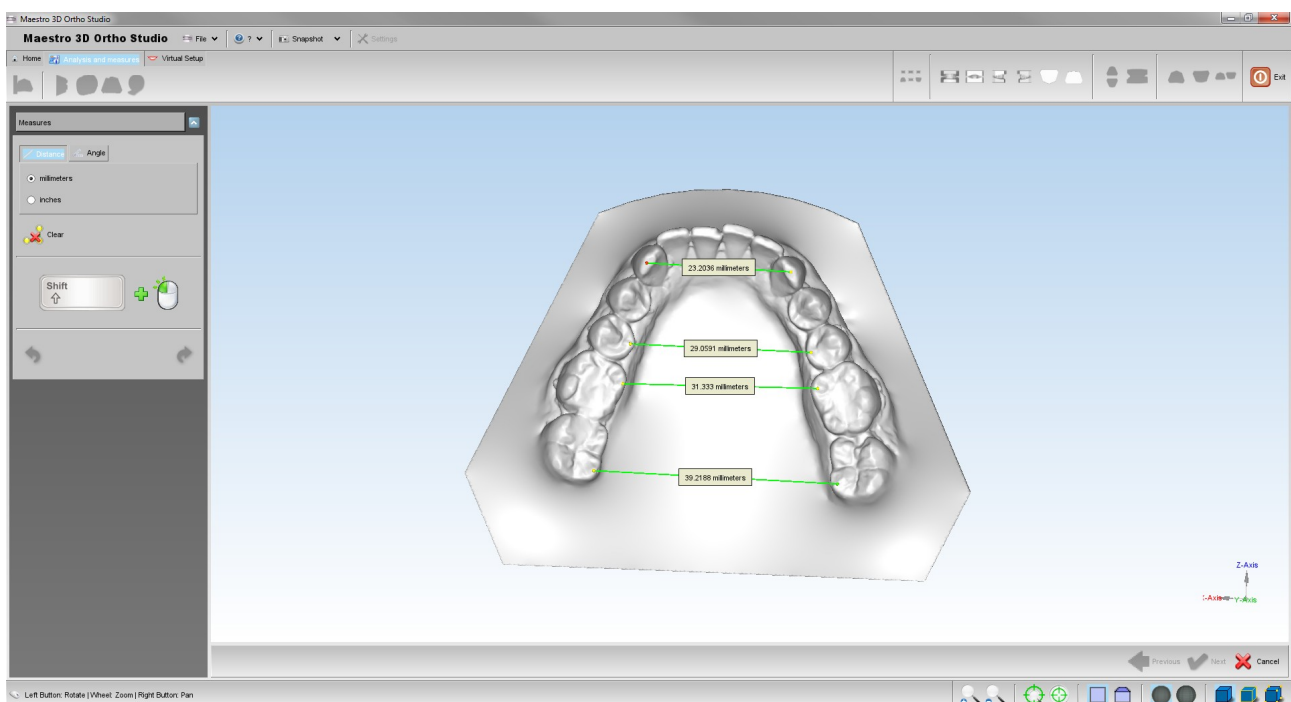 Maestro 3D Ortho Studio
Maestro 3D Ortho Studio File ? Snapshot Settings
Home Analysis and measures Virtual Setup
Exit
Measures
Distance Angle
millimeters
inches
Clear
Shift
23.2036 millimeters
29.0591 millimeters
31.333 millimeters
39.2188 millimeters
Z-Axis
-Axis Y-Axis
Previous Next Cancel
Left Button: Rotate | Wheel: Zoom | Right Button: Pan